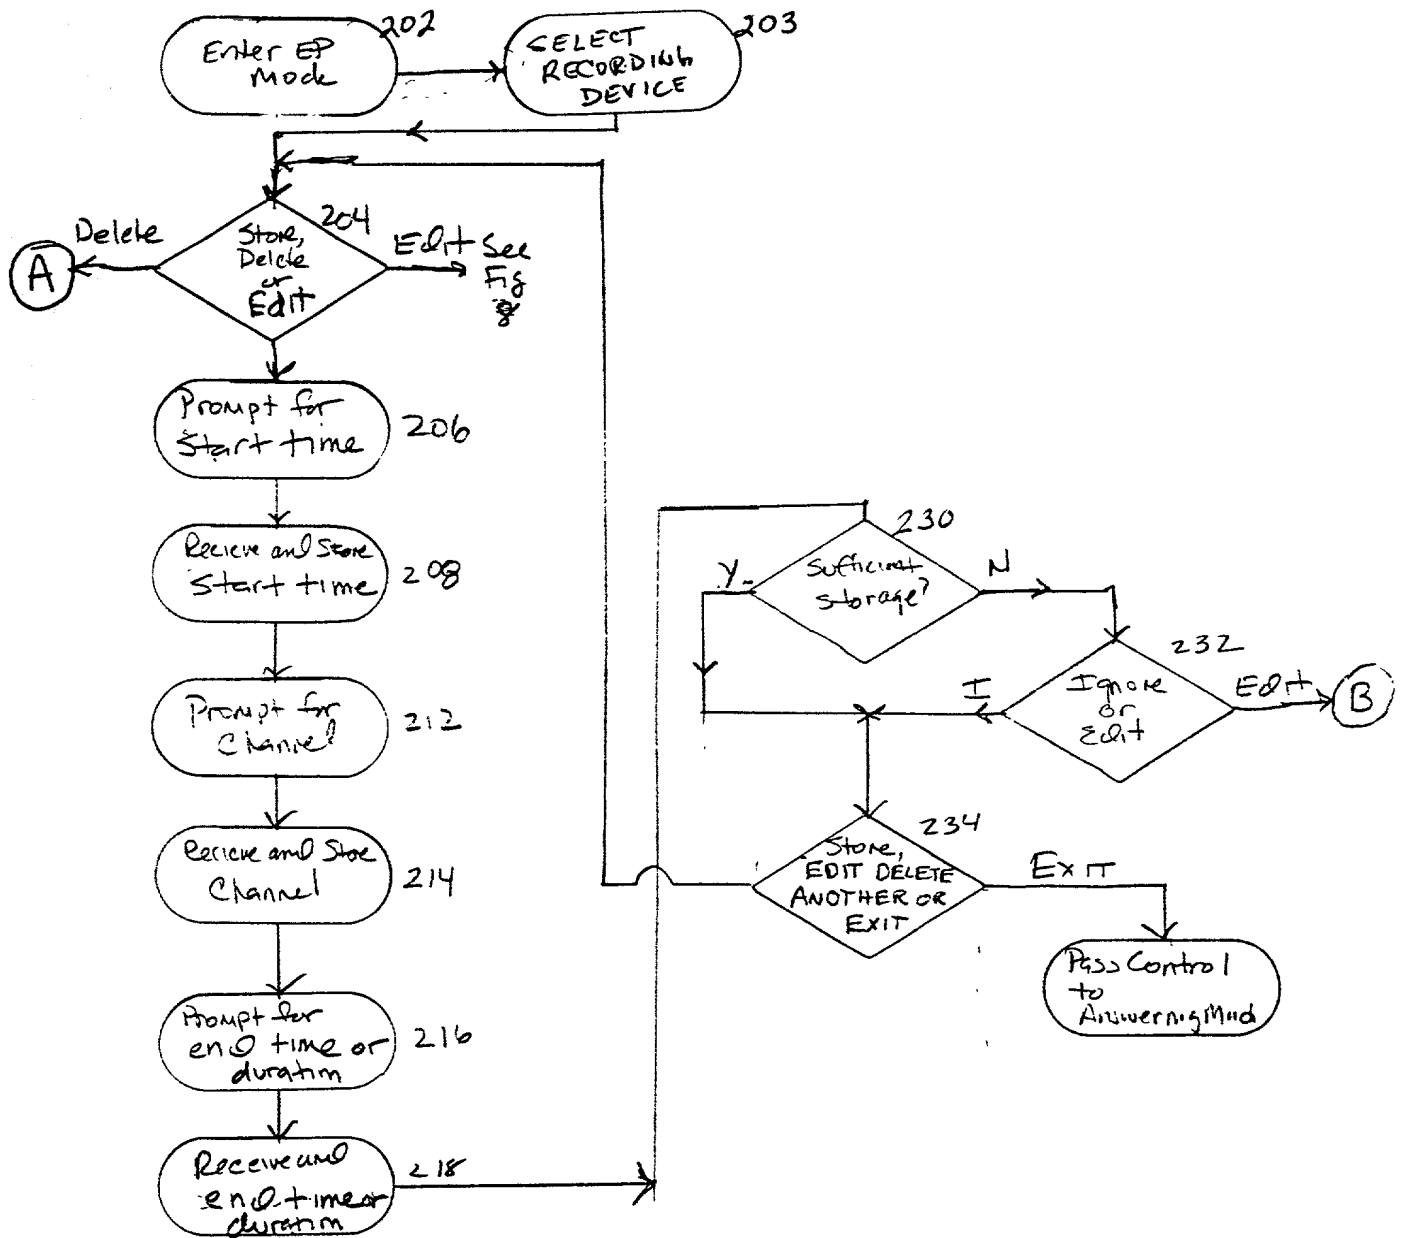 202
Enter EP
Mode
203
SELECT
RECORDING
DEVICE
Delete
A
204
Store,
Delete
or
Edit
Edit See
Fig
8
Prompt for
Start time
206
Recieve and Store
Start time
208
Prompt for
Channel
212
Recieve and Store
Channel
214
Prompt for
end time or
duration
216
Receive and
end time or
duration
218
230
Sufficient
storage?
Y
N
232
Ignore
or
Edit
I
Edit
B
234
Store,
EDIT DELETE
ANOTHER OR
EXIT
EXIT
Pass Control
to